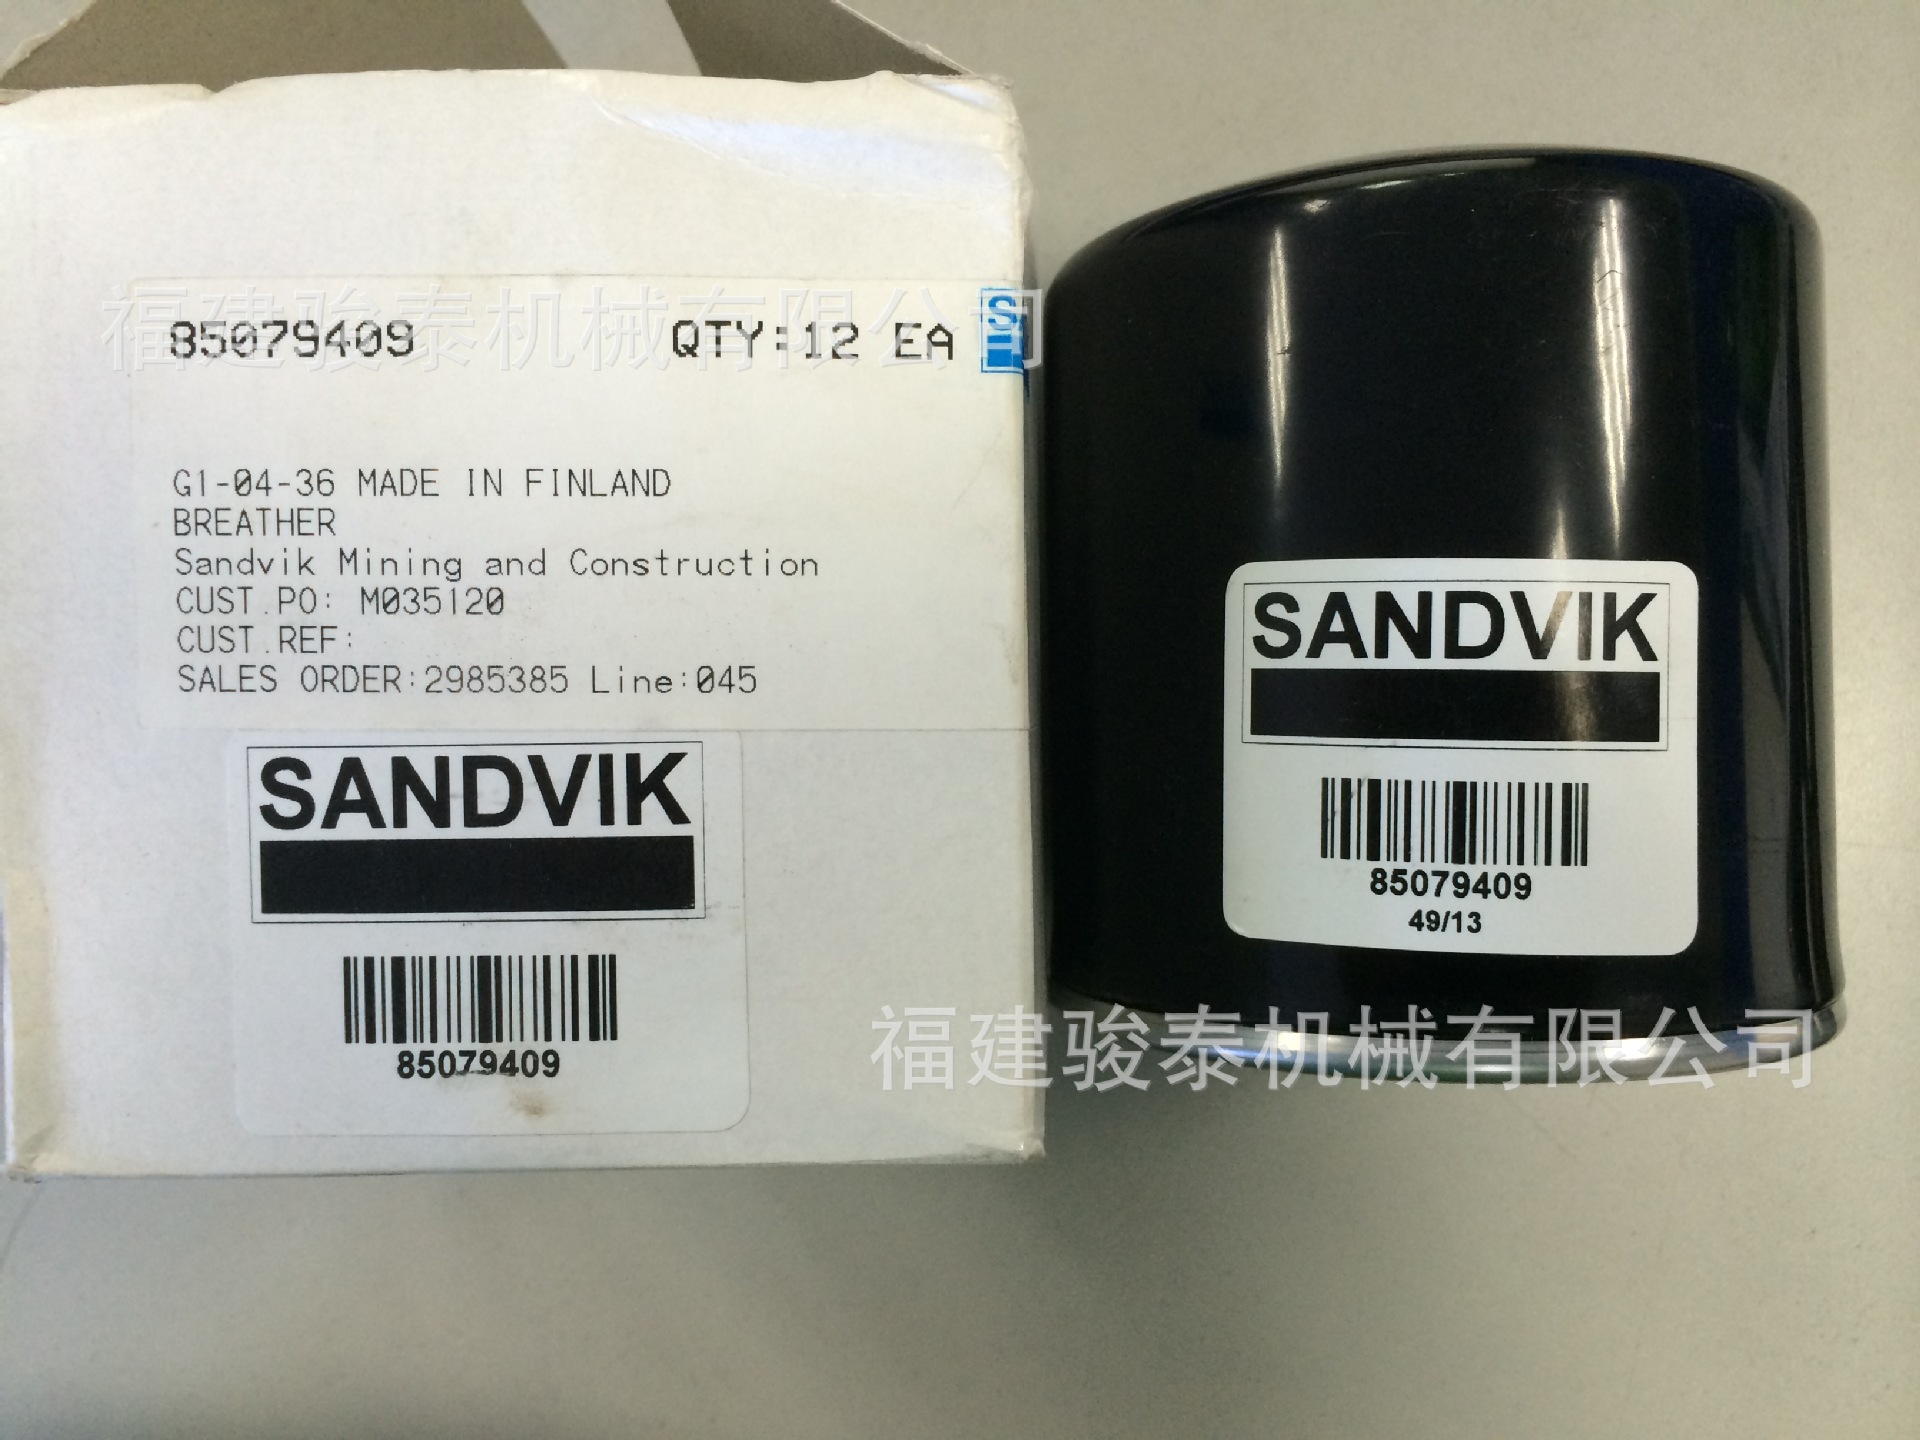 85079409 QTY:12 EA
G1-04-36 MADE IN FINLAND
BREATHER
Sandvik Mining and Construction
CUST.PO: M035120
CUST.REF:
SALES ORDER:2985385 Line:045
SANDVIK
85079409
SANDVIK
85079409
49/13
福建骏泰机械有限公司
福建骏泰机械有限公司